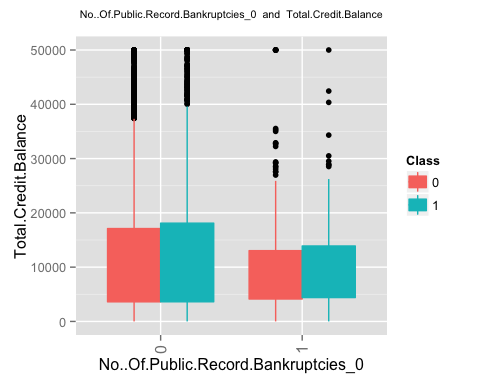 No..Of.Public.Record.Bankruptcies_0 and Total.Credit.Balance
50000
40000
30000
20000
10000
0
Total.Credit.Balance
0
1
No..Of.Public.Record.Bankruptcies_0
Class
0
1